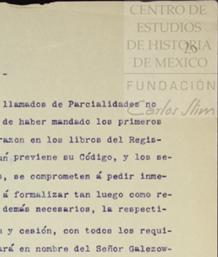 CENTRO DE
ESTUDIOS
DE HISTORIA
DE MEXICO
FUNDACIÓN
Carlos Slim
-
llamados de Parcialidades no
de haber mandado los primeros
razon en los libros del Regis-
previene su Código, y los se-
s, se comprometen á pedir inme-
á formalizar tan luego como re-
demás necesarios, la respecti-
n y cesión, con todos los requi-
ará en nombre del Señor Galezow-